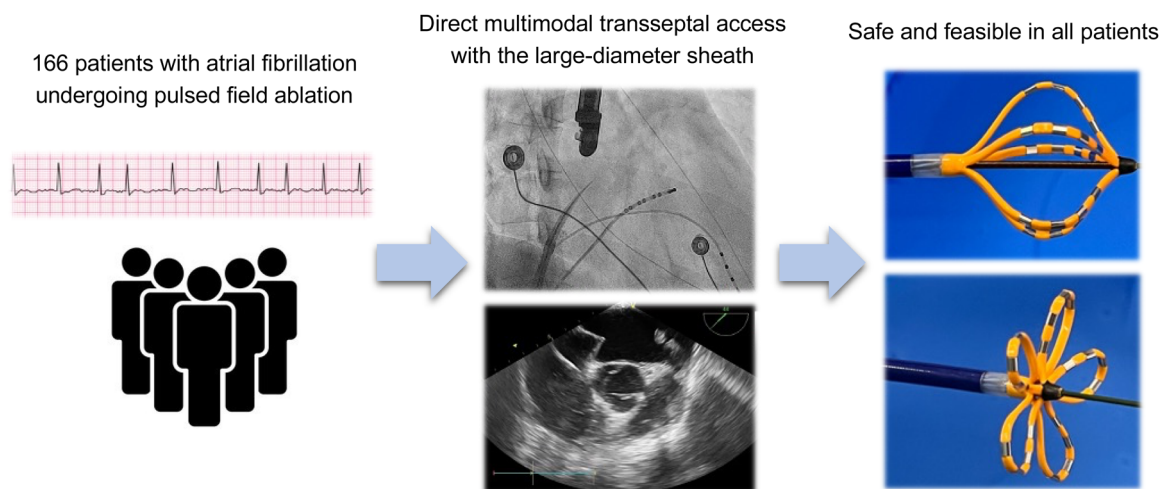 166 patients with atrial fibrillation
undergoing pulsed field ablation
Direct multimodal transseptal access
with the large-diameter sheath
Safe and feasible in all patients